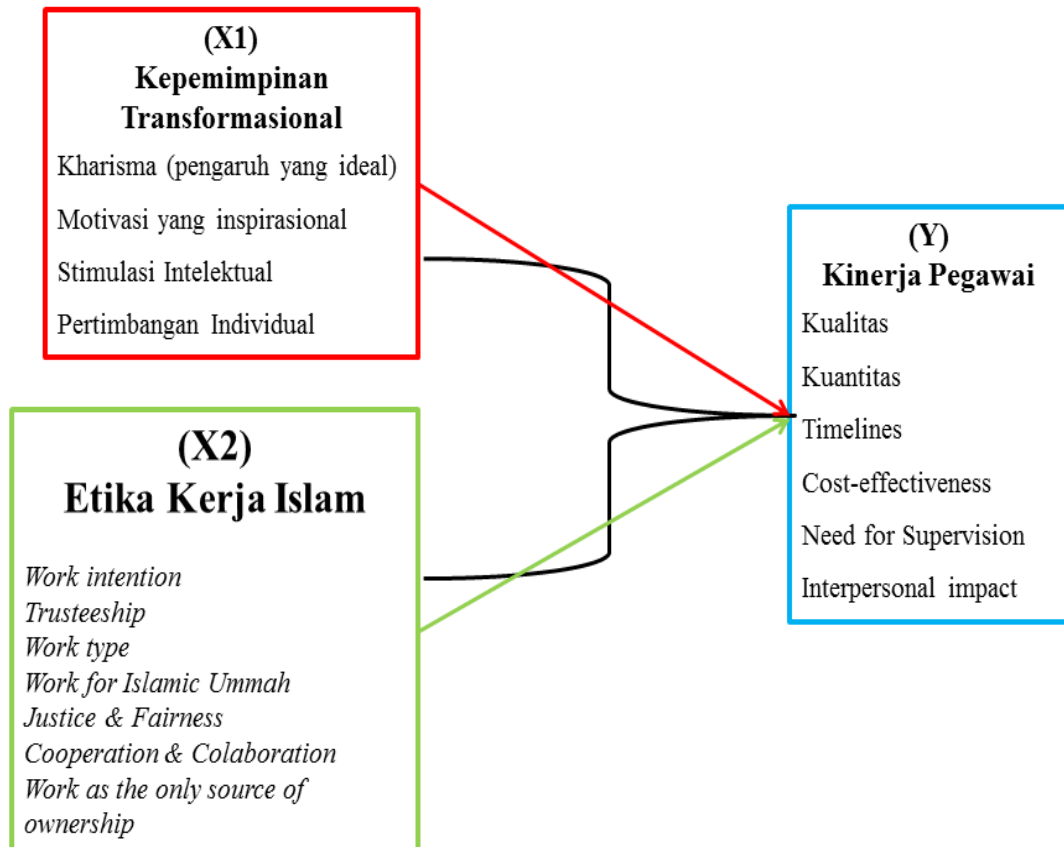 (X1)
Kepemimpinan
Transformasional
Kharisma (pengaruh yang ideal)
Motivasi yang inspirasional
Stimulasi Intelektual
Pertimbangan Individual
(X2)
Etika Kerja Islam
Work intention
Trusteeship
Work type
Work for Islamic Ummah
Justice & Fairness
Cooperation & Colaboration
Work as the only source of
ownership
(Y)
Kinerja Pegawai
Kualitas
Kuantitas
Timelines
Cost-effectiveness
Need for Supervision
Interpersonal impact